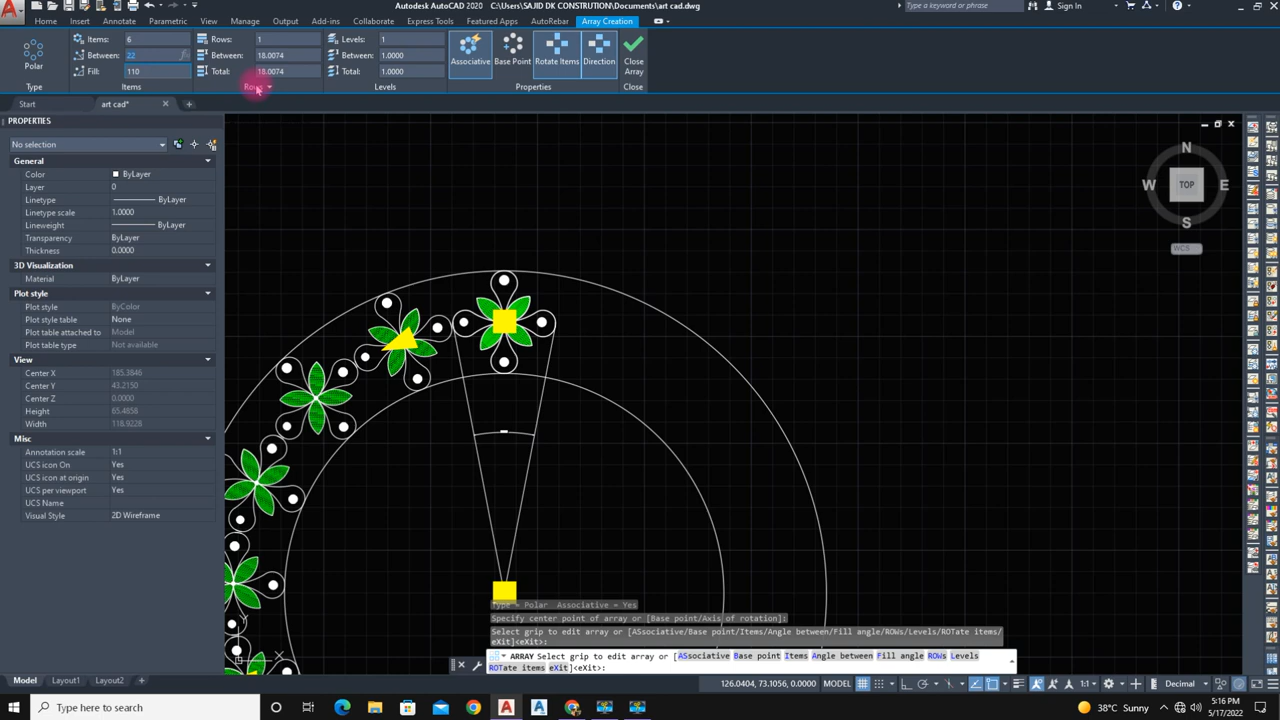 Autodesk AutoCAD 2020 C:\Users\SAJID DK CONSTRUTION\Documents\art cad.dwg
Type a keyword or phrase
Sign In
Home Insert Annotate Parametric View Manage Output Add-ins Collaborate Express Tools Featured Apps AutoRebar Array Creation
Items: 6 Rows: 1 Levels: 1
Between: 22 Between: 18.0074 Between: 1.0000
Fill: 110 Total: 18.0074 Total: 1.0000
Polar Associative Base Point Rotate Items Direction Close Array
Type Items Rows Levels Properties Close
Start art cad*
PROPERTIES
No selection
General
Color ByLayer
Layer 0
Linetype ByLayer
Linetype scale 1.0000
Lineweight ByLayer
Transparency ByLayer
Thickness 0.0000
3D Visualization
Material ByLayer
Plot style
Plot style ByColor
Plot style table None
Plot table attached to Model
Plot table type Not available
View
Center X 185.3846
Center Y 43.2150
Center Z 0.0000
Height 65.4858
Width 118.9228
Misc
Annotation scale 1:1
UCS icon On Yes
UCS icon at origin Yes
UCS per viewport Yes
UCS Name
Visual Style 2D Wireframe
N
W TOP E
S
WCS
Y
X
Type = Polar Associative = Yes
Specify center point of array or [Base point/Axis of rotation]:
Select grip to edit array or [ASsociative/Base point/Items/Angle between/Fill angle/ROWs/Levels/ROTate items/
eXit]<eXit>:
ARRAY Select grip to edit array or [ASsociative Base point Items Angle between Fill angle ROWs Levels
ROTate items eXit]<eXit>:
Model Layout1 Layout2 +
126.0404, 73.1056, 0.0000 MODEL 1:1 Decimal
Type here to search
38°C Sunny
5:16 PM
5/17/2022